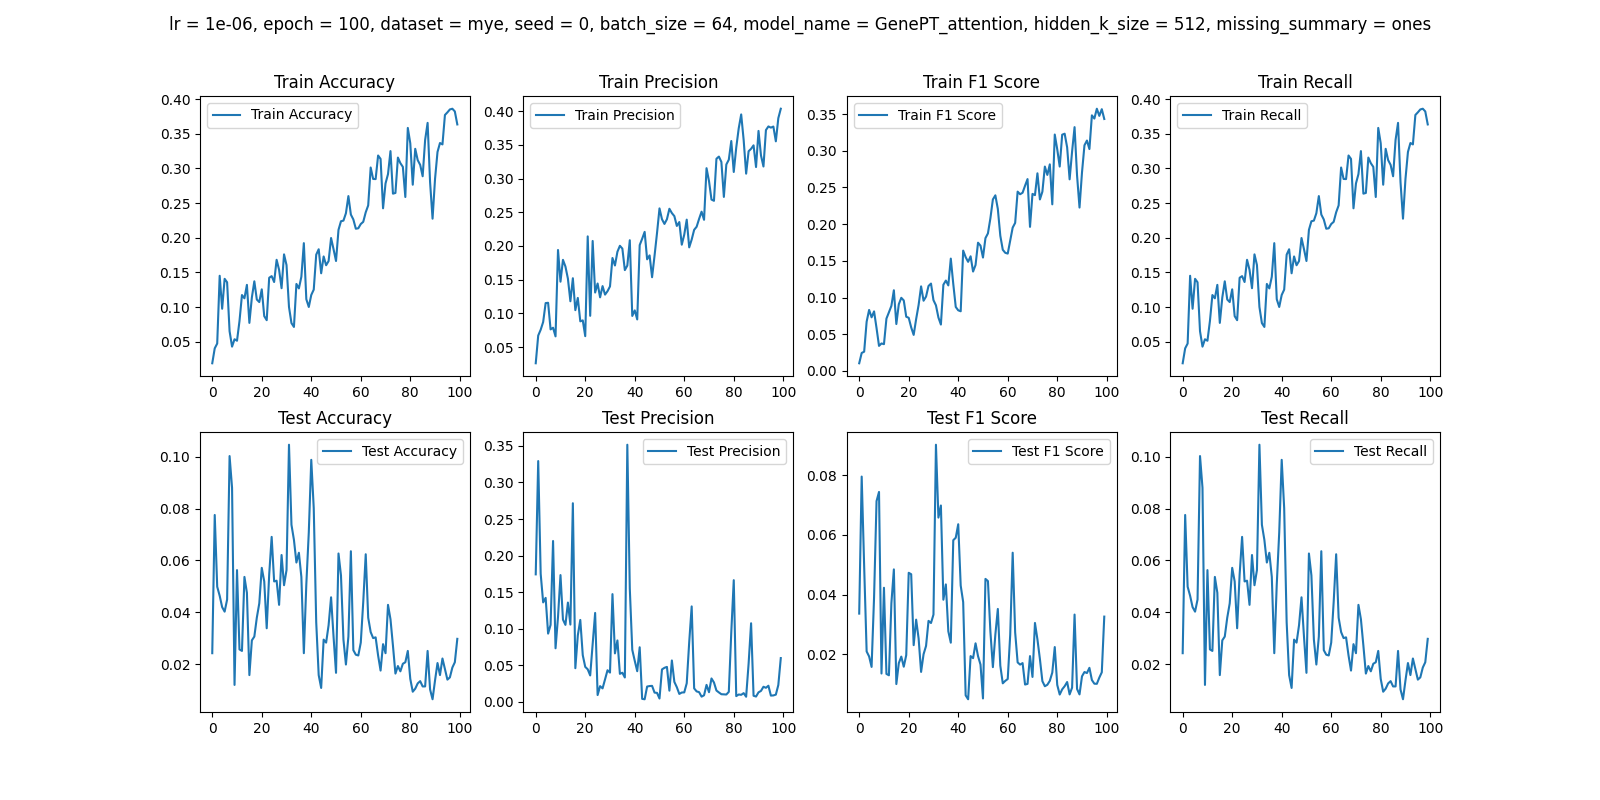 lr = 1e-06, epoch = 100, dataset = mye, seed = 0, batch_size = 64, model_name = GenePT_attention, hidden_k_size = 512, missing_summary = ones
Train Accuracy
Train Precision
Train F1 Score
Train Recall
Train Accuracy
Train Precision
Train F1 Score
Train Recall
0.40
0.35
0.30
0.25
0.20
0.15
0.10
0.05
0.40
0.35
0.30
0.25
0.20
0.15
0.10
0.05
0.35
0.30
0.25
0.20
0.15
0.10
0.05
0.00
0.40
0.35
0.30
0.25
0.20
0.15
0.10
0.05
0 20 40 60 80 100
0 20 40 60 80 100
0 20 40 60 80 100
0 20 40 60 80 100
Test Accuracy
Test Precision
Test F1 Score
Test Recall
Test Accuracy
Test Precision
Test F1 Score
Test Recall
0.10
0.08
0.06
0.04
0.02
0.35
0.30
0.25
0.20
0.15
0.10
0.05
0.00
0.08
0.06
0.04
0.02
0.10
0.08
0.06
0.04
0.02
0 20 40 60 80 100
0 20 40 60 80 100
0 20 40 60 80 100
0 20 40 60 80 100